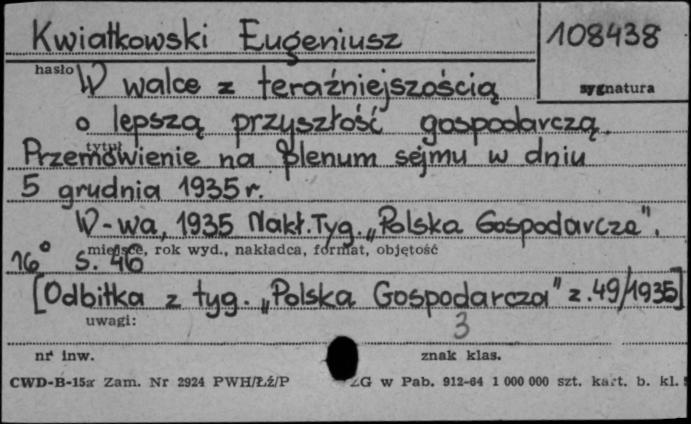 Kwiatkowski Eugeniusz
108438
hasło
sygnatura
W walce z teraźniejszością
o lepszą przyszłość gospodarczą.
tytuł
Przemówienie na plenum sejmu w dniu
5 grudnia 1935 r.
W-wa, 1935 Nakł. Tyg. „Polska Gospodarcza".
miejsce, rok wyd., nakładca, format, objętość
16° s. 46
[Odbitka z tyg. „Polska Gospodarcza" z. 49/1935]
uwagi:
3
nr inw.
znak klas.
CWD-B-15a Zam. Nr 2924 PWH/Łź/P ZG w Pab. 912-64 1 000 000 szt. kart. b. kl.